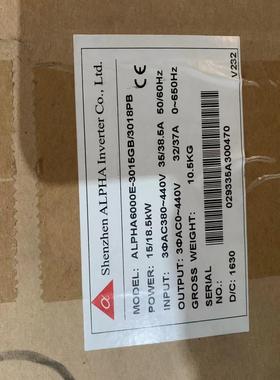 α
Shenzhen ALPHA Inverter Co., Ltd.
MODEL: ALPHA6000E-3015GB/3018PB CE
POWER: 15/18.5kW
INPUT: 3ΦAC380~440V 35/38.5A 50/60Hz
OUTPUT: 3ΦAC0~440V 32/37A 0~650Hz
GROSS WEIGHT: 10.5KG
SERIAL NO.: 029335A300470
D/C: 1630 V232